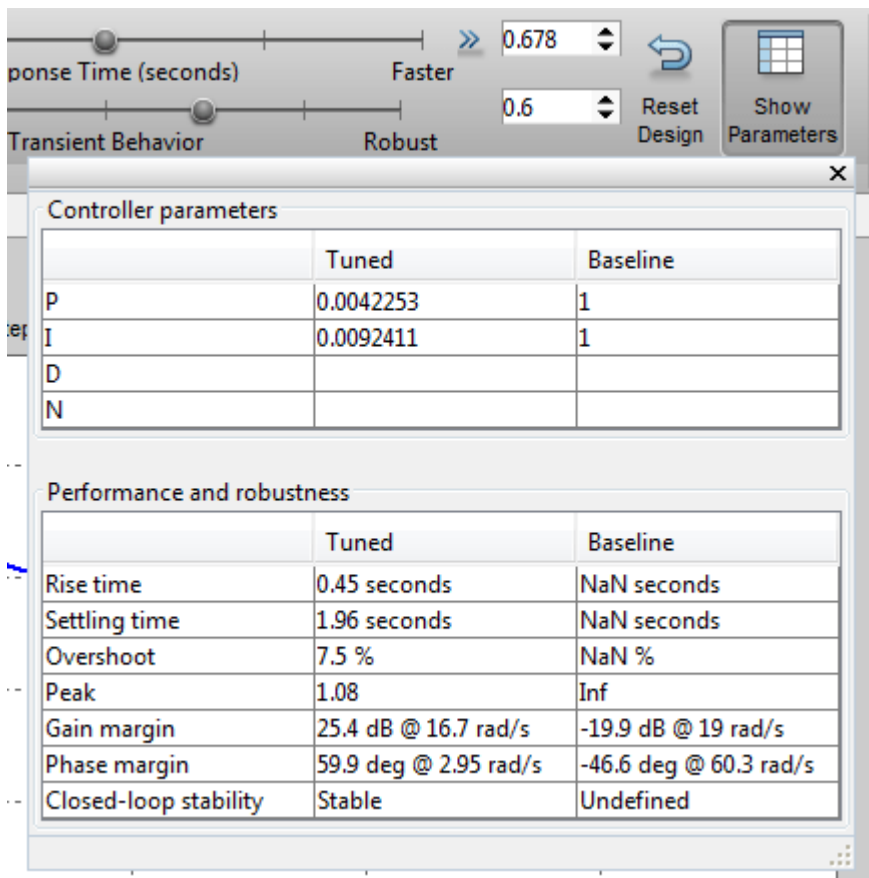 0.678
ponse Time (seconds) Faster
0.6
Transient Behavior Robust
Reset
Design
Show
Parameters
Controller parameters
Tuned Baseline
P 0.0042253 1
I 0.0092411 1
D
N
Performance and robustness
Tuned Baseline
Rise time 0.45 seconds NaN seconds
Settling time 1.96 seconds NaN seconds
Overshoot 7.5 % NaN %
Peak 1.08 Inf
Gain margin 25.4 dB @ 16.7 rad/s -19.9 dB @ 19 rad/s
Phase margin 59.9 deg @ 2.95 rad/s -46.6 deg @ 60.3 rad/s
Closed-loop stability Stable Undefined